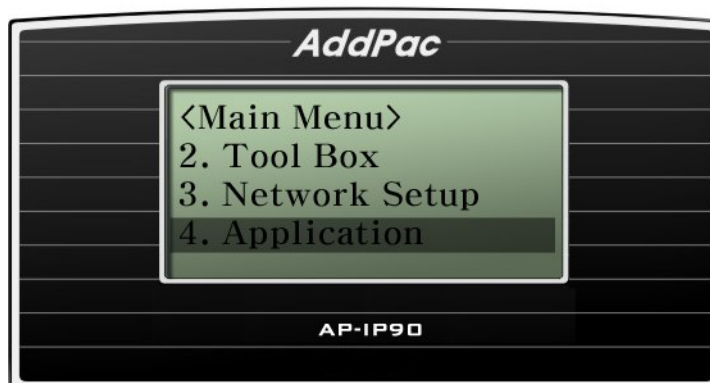 AddPac
<Main Menu>
2. Tool Box
3. Network Setup
4. Application
AP-IP90